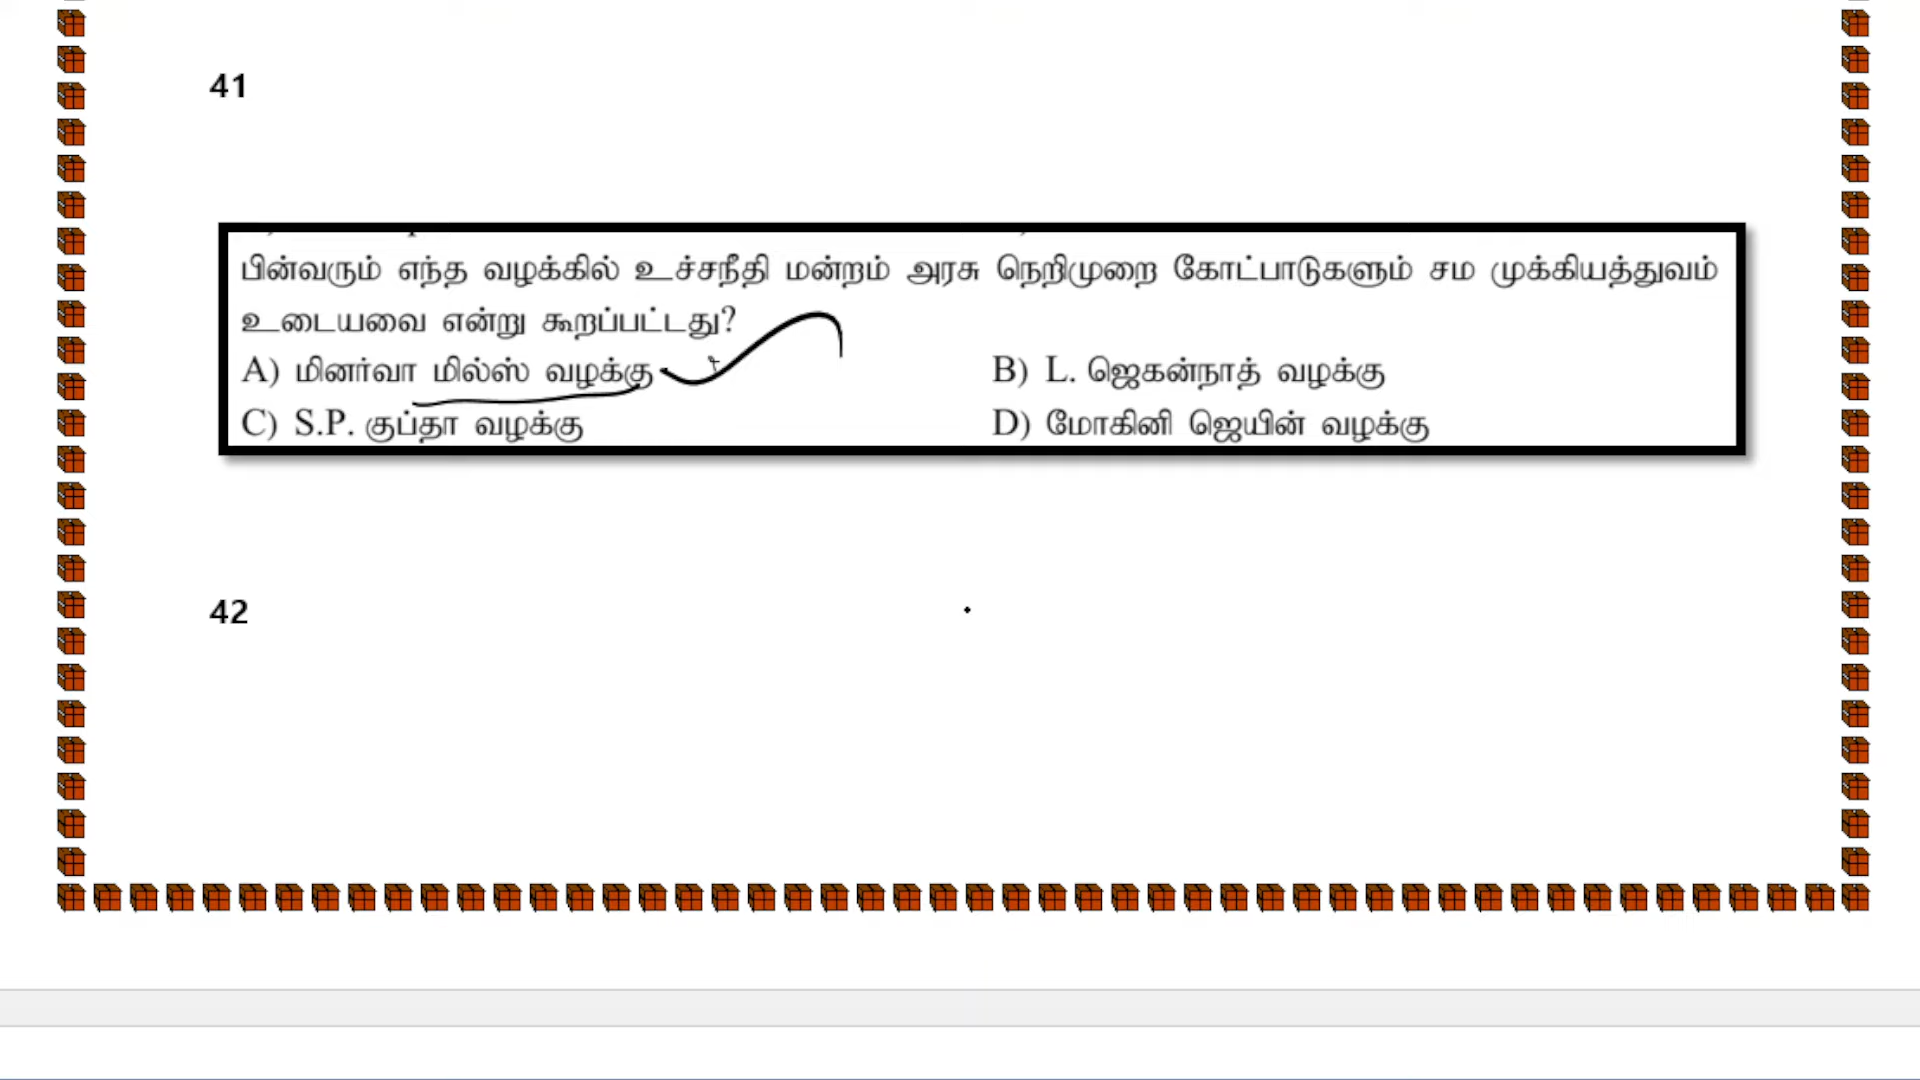 41
பின்வரும் எந்த வழக்கில் உச்சநீதி மன்றம் அரசு நெறிமுறை கோட்பாடுகளும் சம முக்கியத்துவம்
உடையவை என்று கூறப்பட்டது?
A) மினர்வா மில்ஸ் வழக்கு
B) L. ஜெகன்நாத் வழக்கு
C) S.P. குப்தா வழக்கு
D) மோகினி ஜெயின் வழக்கு
42